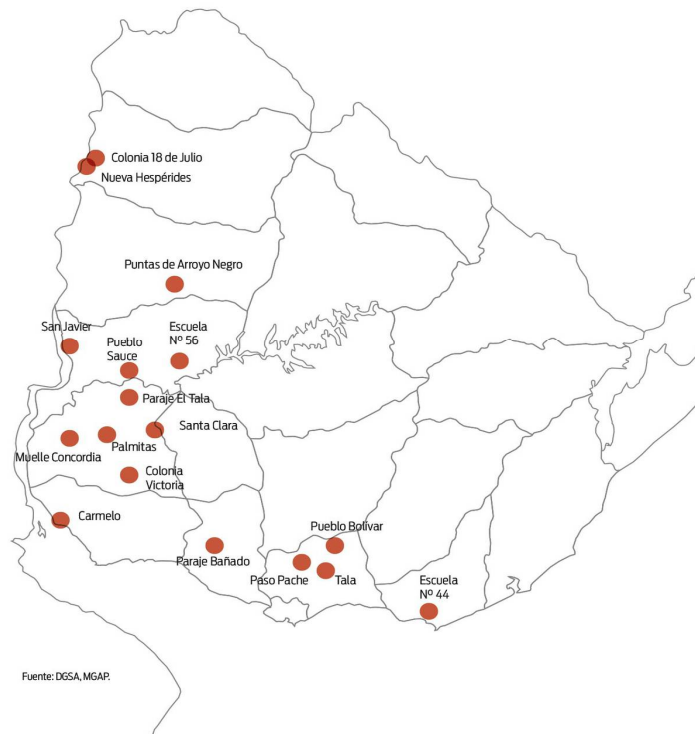 Colonia 18 de Julio
Nueva Hespérides
Puntas de Arroyo Negro
San Javier
Pueblo
Sauce
Escuela
Nº 56
Paraje El Tala
Santa Clara
Palmitas
Muelle Concordia
Colonia
Victoria
Carmelo
Pueblo Bolívar
Paraje Bañado
Paso Pache
Tala
Escuela
Nº 44
Fuente: DGSA, MGAP.